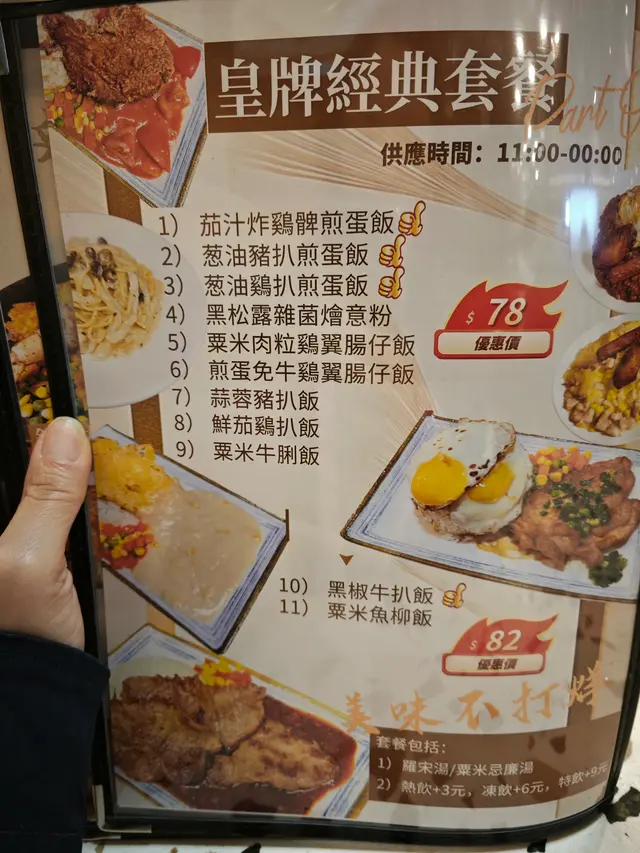 皇牌經典套餐
供應時間：11:00-00:00
1） 茄汁炸鷄髀煎蛋飯
2） 葱油豬扒煎蛋飯
3） 葱油鷄扒煎蛋飯
4） 黑松露雜菌燴意粉
5） 粟米肉粒鷄翼腸仔飯
6） 煎蛋免牛鷄翼腸仔飯
7） 蒜蓉豬扒飯
8） 鮮茄鷄扒飯
9） 粟米牛脷飯
$ 78
優惠價
10） 黑椒牛扒飯
11） 粟米魚柳飯
$ 82
優惠價
美味不打烊
套餐包括：
1）羅宋湯/粟米忌廉湯
2）熱飲+3元，凍飲+6元，特飲+9元